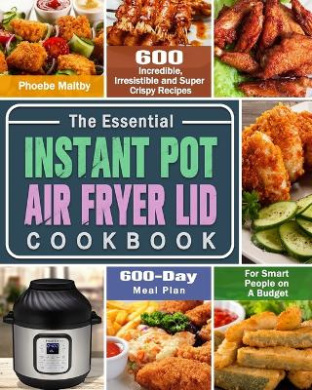 Phoebe Maltby
600
Incredible,
Irresistible and Super
Crispy Recipes
The Essential
INSTANT POT
AIR FRYER LID
COOKBOOK
600-Day
Meal Plan
For Smart
People on
A Budget